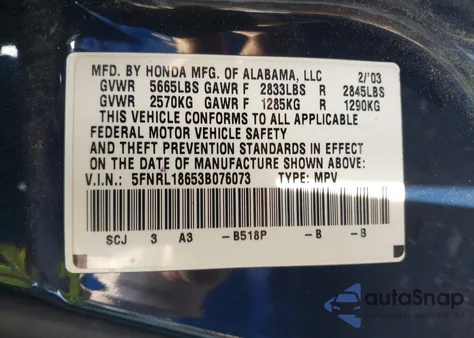 MFD. BY HONDA MFG. OF ALABAMA, LLC 2/'03
GVWR 5665LBS GAWR F 2833LBS R 2845LBS
GVWR 2570KG GAWR F 1285KG R 1290KG
THIS VEHICLE CONFORMS TO ALL APPLICABLE
FEDERAL MOTOR VEHICLE SAFETY
AND THEFT PREVENTION STANDARDS IN EFFECT
ON THE DATE OF MANUFACTURE SHOWN ABOVE:
V.I.N.: 5FNRL18653B076073 TYPE: MPV
SCJ 3 A3 -B518P -B -B
autoSnap